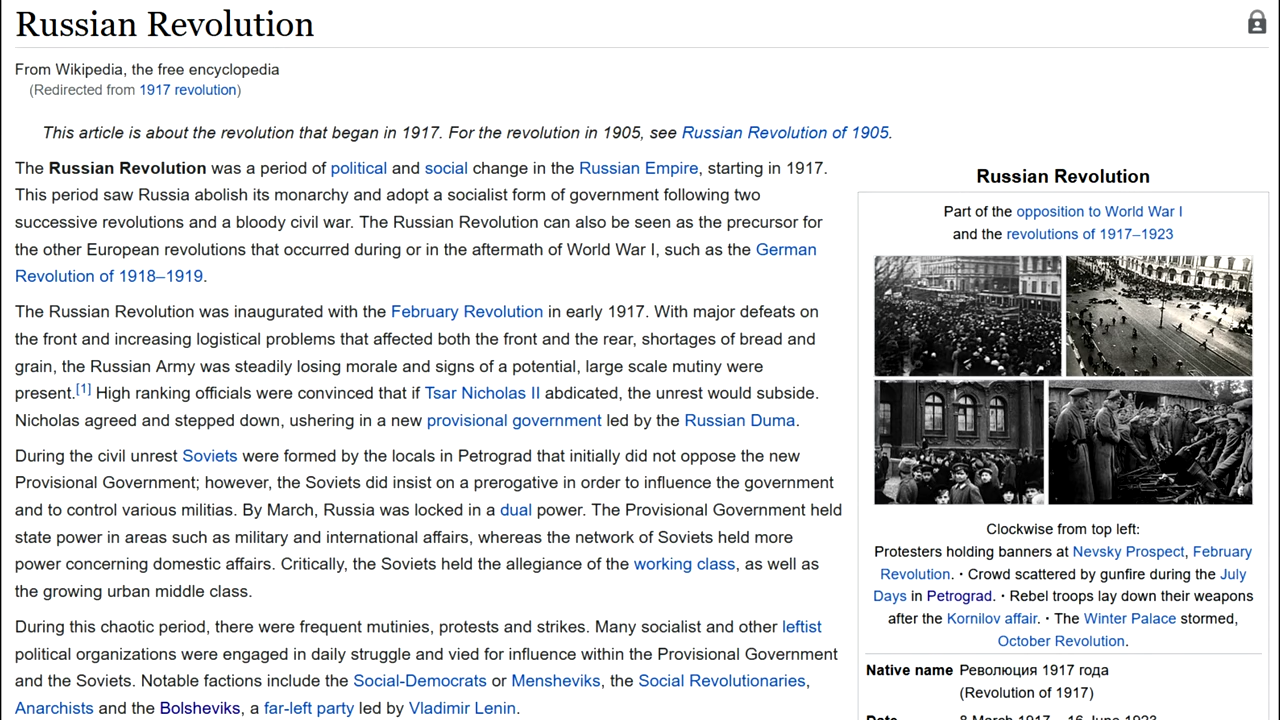 Russian Revolution
From Wikipedia, the free encyclopedia
(Redirected from 1917 revolution)
This article is about the revolution that began in 1917. For the revolution in 1905, see Russian Revolution of 1905.
The Russian Revolution was a period of political and social change in the Russian Empire, starting in 1917.
This period saw Russia abolish its monarchy and adopt a socialist form of government following two
successive revolutions and a bloody civil war. The Russian Revolution can also be seen as the precursor for
the other European revolutions that occurred during or in the aftermath of World War I, such as the German
Revolution of 1918–1919.
The Russian Revolution was inaugurated with the February Revolution in early 1917. With major defeats on
the front and increasing logistical problems that affected both the front and the rear, shortages of bread and
grain, the Russian Army was steadily losing morale and signs of a potential, large scale mutiny were
present.[1] High ranking officials were convinced that if Tsar Nicholas II abdicated, the unrest would subside.
Nicholas agreed and stepped down, ushering in a new provisional government led by the Russian Duma.
During the civil unrest Soviets were formed by the locals in Petrograd that initially did not oppose the new
Provisional Government; however, the Soviets did insist on a prerogative in order to influence the government
and to control various militias. By March, Russia was locked in a dual power. The Provisional Government held
state power in areas such as military and international affairs, whereas the network of Soviets held more
power concerning domestic affairs. Critically, the Soviets held the allegiance of the working class, as well as
the growing urban middle class.
During this chaotic period, there were frequent mutinies, protests and strikes. Many socialist and other leftist
political organizations were engaged in daily struggle and vied for influence within the Provisional Government
and the Soviets. Notable factions include the Social-Democrats or Mensheviks, the Social Revolutionaries,
Anarchists and the Bolsheviks, a far-left party led by Vladimir Lenin.
Russian Revolution
Part of the opposition to World War I
and the revolutions of 1917–1923
Clockwise from top left:
Protesters holding banners at Nevsky Prospect, February
Revolution. · Crowd scattered by gunfire during the July
Days in Petrograd. · Rebel troops lay down their weapons
after the Kornilov affair. · The Winter Palace stormed,
October Revolution.
Native name Революция 1917 года
(Revolution of 1917)
Date 8 March 1917 – 16 June 1923